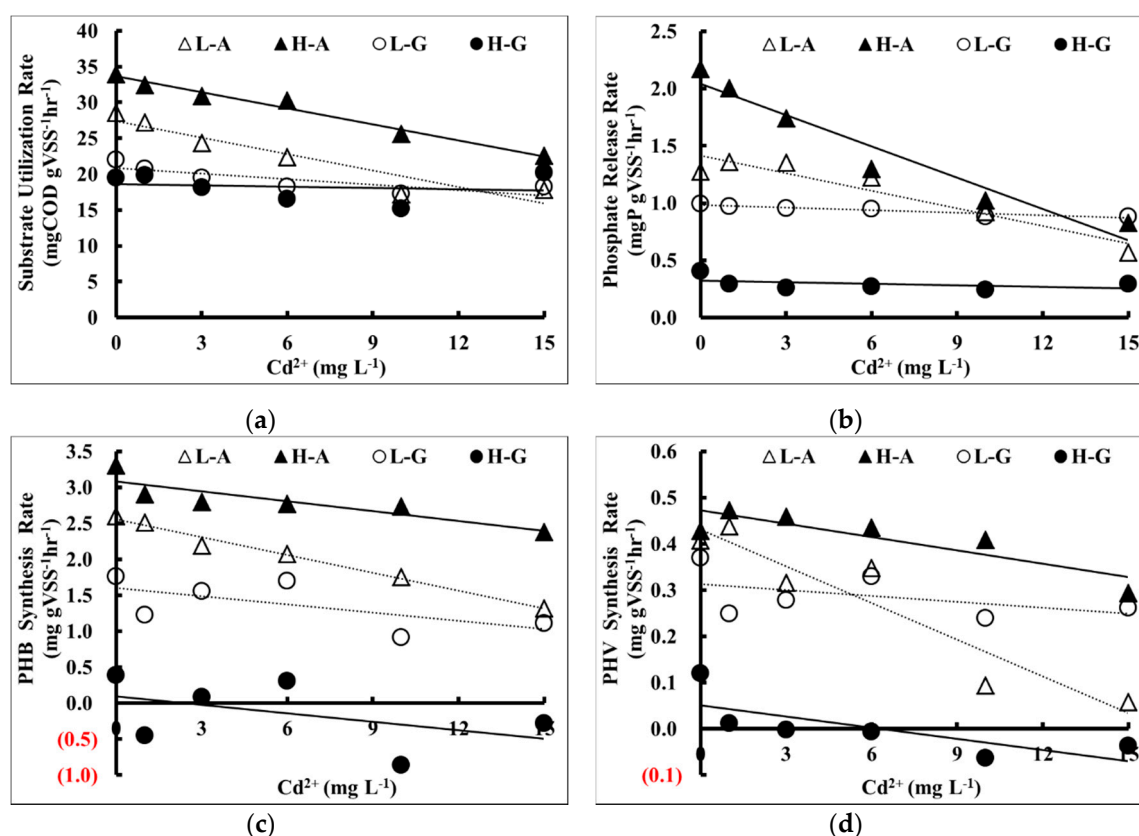 △ L-A ▲ H-A ○ L-G ● H-G
Substrate Utilization Rate
(mgCOD gVSS⁻¹hr⁻¹)
40
35
30
25
20
15
10
5
0
0 3 6 9 12 15
Cd²⁺ (mg L⁻¹)
(a)
△ L-A ▲ H-A ○ L-G ● H-G
Phosphate Release Rate
(mgP gVSS⁻¹hr⁻¹)
2.5
2.0
1.5
1.0
0.5
0.0
0 3 6 9 12 15
Cd²⁺ (mg L⁻¹)
(b)
△ L-A ▲ H-A ○ L-G ● H-G
PHB Synthesis Rate
(mg gVSS⁻¹hr⁻¹)
3.5
3.0
2.5
2.0
1.5
1.0
0.5
0.0
(0.5)
(1.0)
0 3 6 9 12 15
Cd²⁺ (mg L⁻¹)
(c)
△ L-A ▲ H-A ○ L-G ● H-G
PHV Synthesis Rate
(mg gVSS⁻¹hr⁻¹)
0.6
0.5
0.4
0.3
0.2
0.1
0.0
(0.1)
0 3 6 9 12 15
Cd²⁺ (mg L⁻¹)
(d)